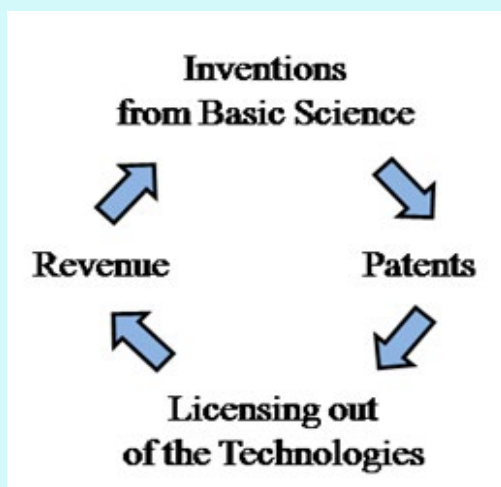 Inventions
from Basic Science
Revenue
Patents
Licensing out
of the Technologies